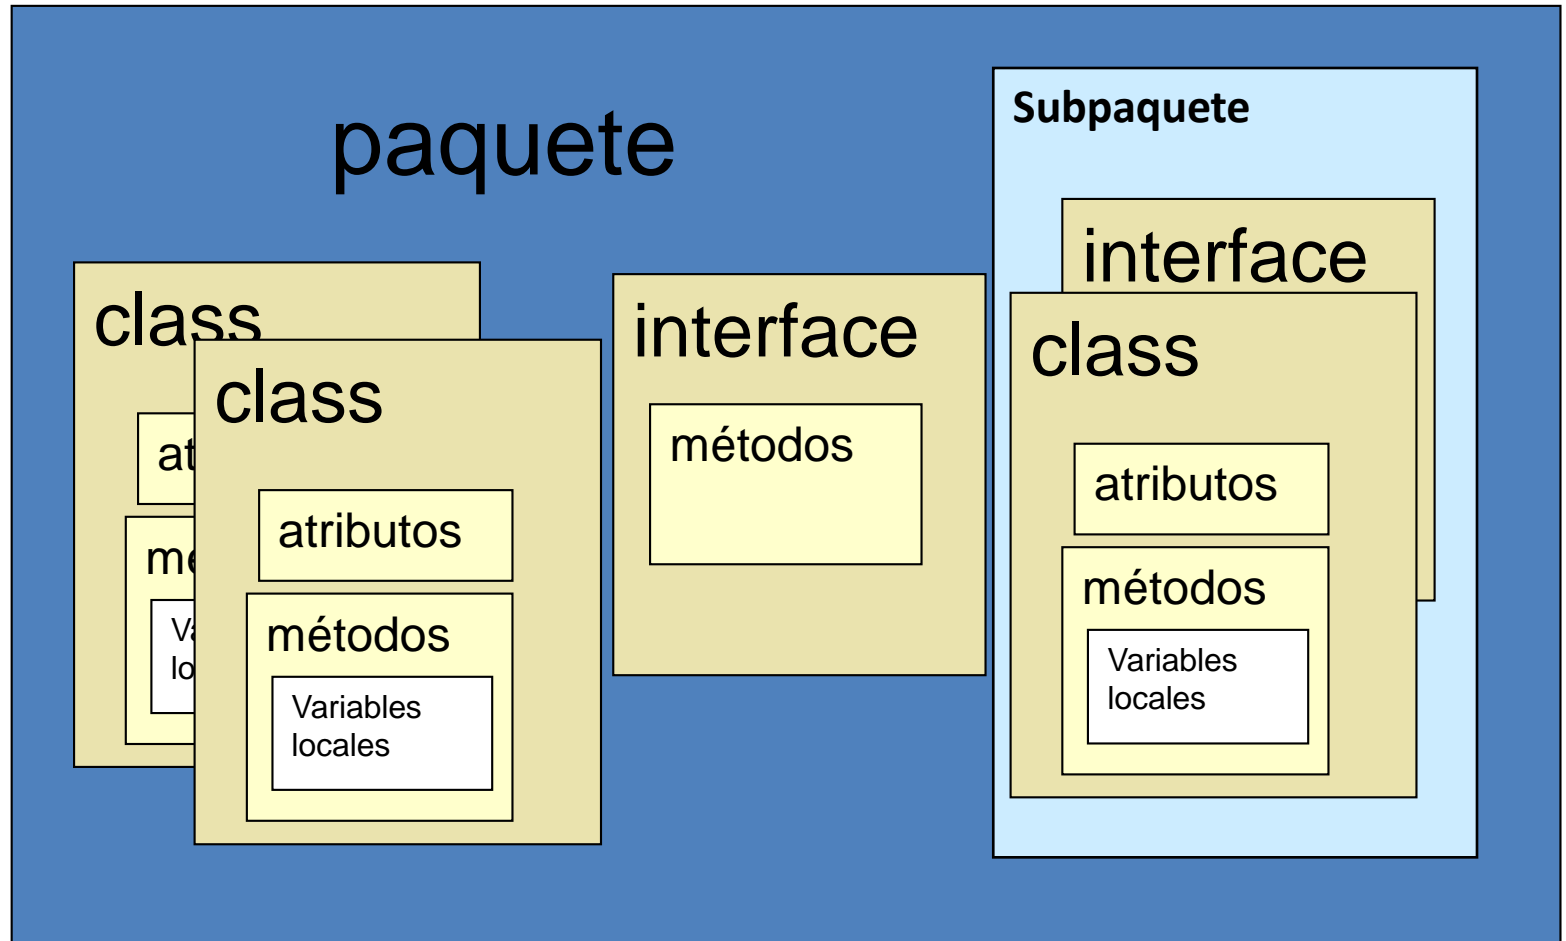 paquete
Subpaquete
class
class
atributos
métodos
Variables
locales
interface
métodos
interface
class
atributos
métodos
Variables
locales